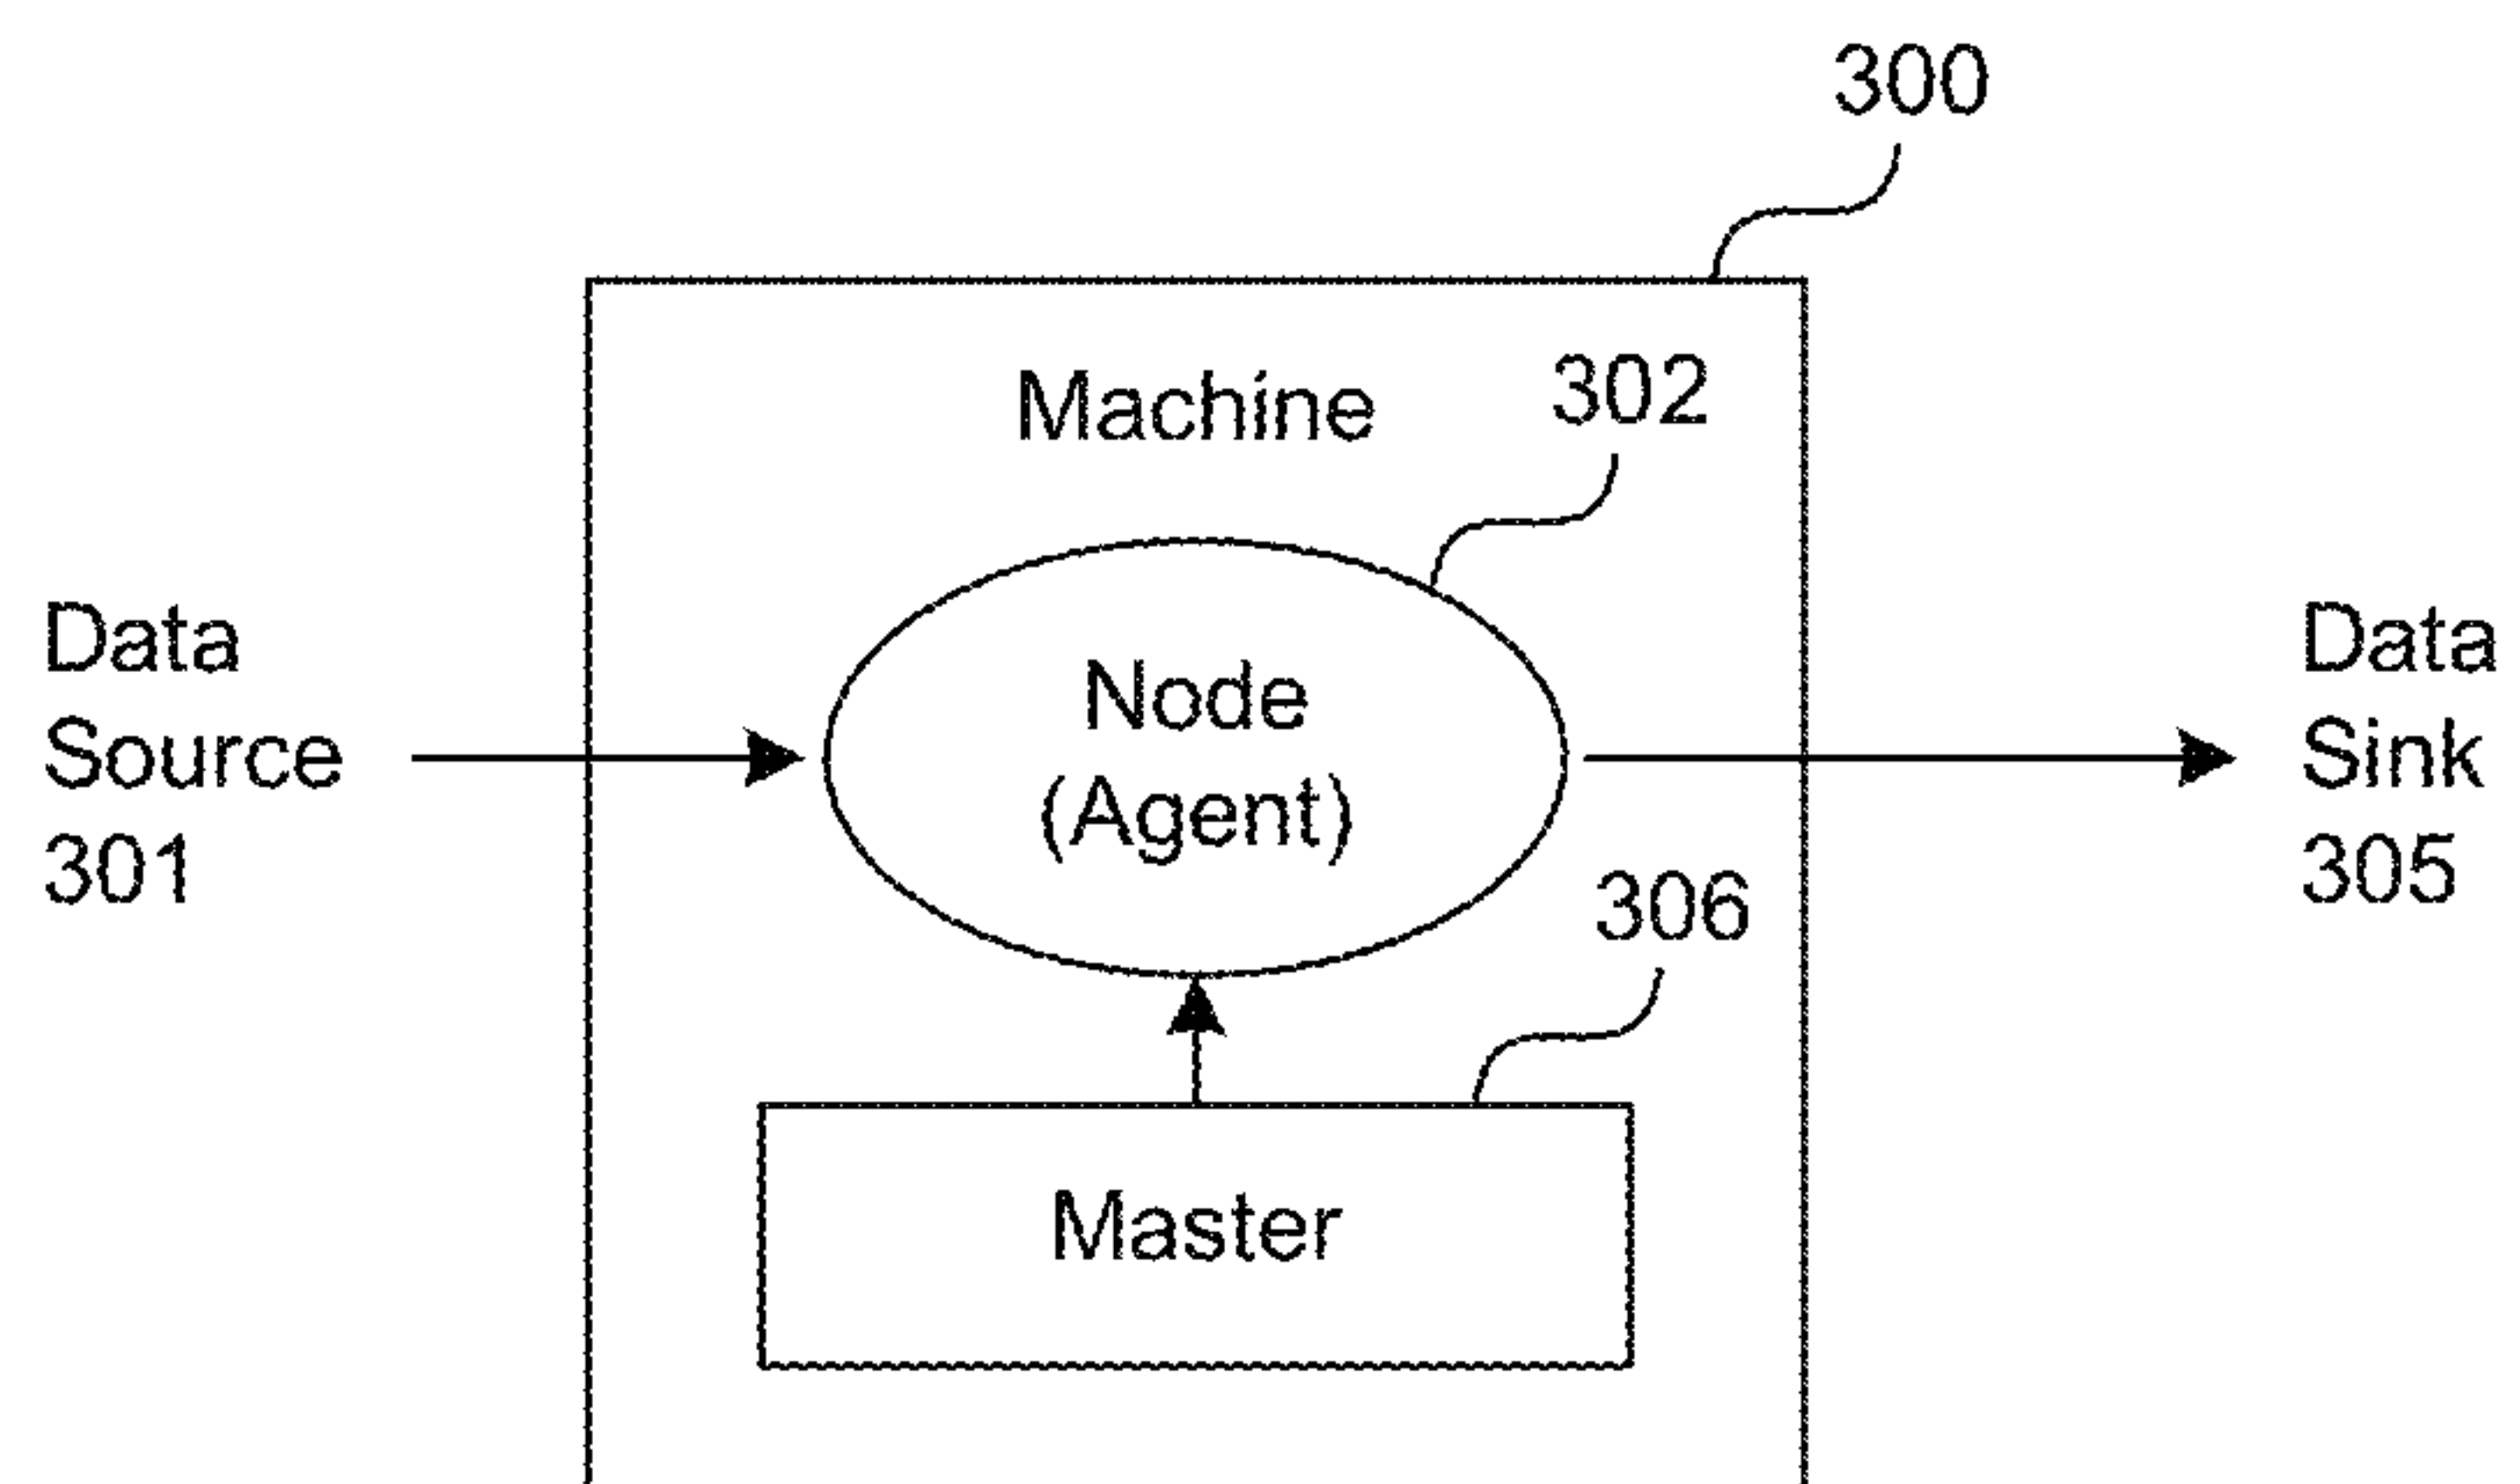 300
Machine
302
Data
Source
301
Node
(Agent)
Data
Sink
305
306
Master